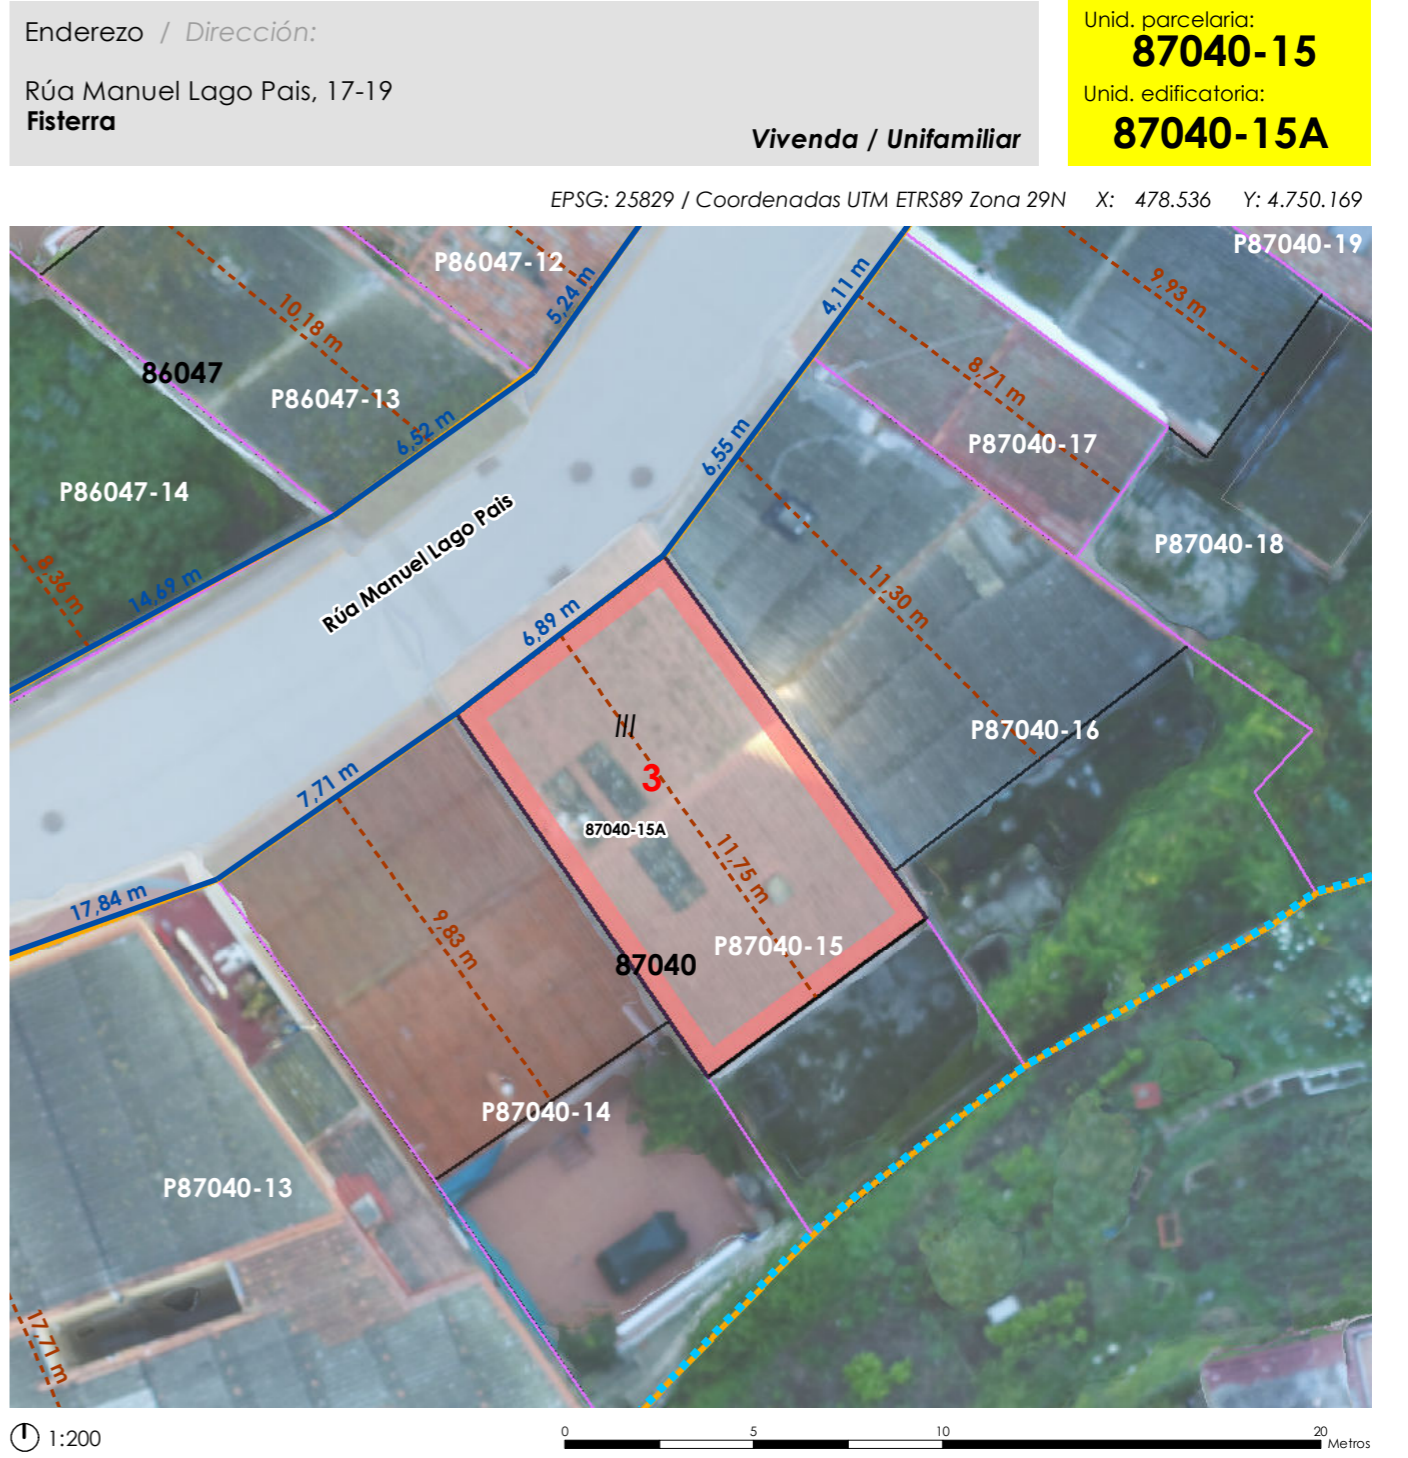 Enderezo / Dirección:
Rúa Manuel Lago Pais, 17-19
Fisterra
Vivenda / Unifamiliar
Unid. parcelaria:
87040-15
Unid. edificatoria:
87040-15A
EPSG: 25829 / Coordenadas UTM ETRS89 Zona 29N X: 478.536 Y: 4.750.169
P87040-19
P86047-12
9,93 m
5,24 m
4,11 m
10,18 m
86047
8,71 m
P86047-13
6,52 m
6,55 m
P87040-17
P86047-14
P87040-18
Rúa Manuel Lago Pais
8,36 m
14,69 m
11,30 m
6,89 m
III
P87040-16
3
7,71 m
87040-15A
11,75 m
17,84 m
9,83 m
P87040-15
87040
P87040-14
P87040-13
17,71 m
1:200
0 5 10 20
Metros